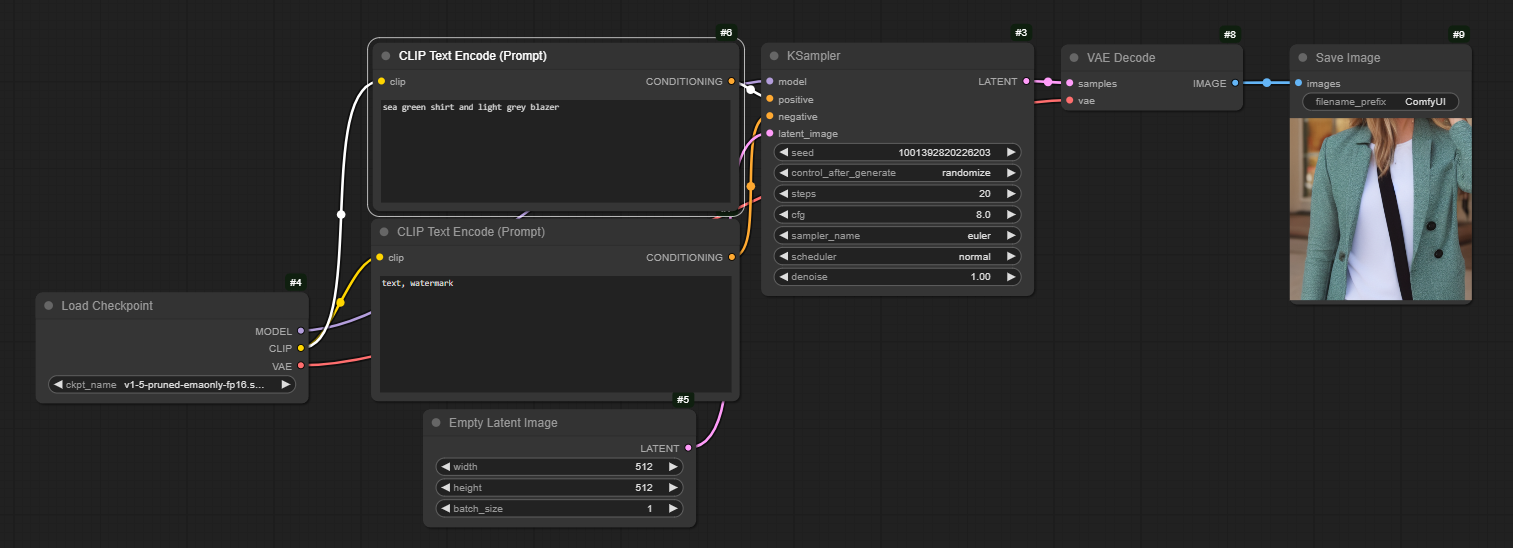 #6
CLIP Text Encode (Prompt)
clip CONDITIONING
sea green shirt and light grey blazer
CLIP Text Encode (Prompt)
clip CONDITIONING
text, watermark
#4
Load Checkpoint
MODEL
CLIP
VAE
ckpt_name v1-5-pruned-emaonly-fp16.s...
#5
Empty Latent Image
LATENT
width 512
height 512
batch_size 1
#3
KSampler
model LATENT
positive
negative
latent_image
seed 1001392820226203
control_after_generate randomize
steps 20
cfg 8.0
sampler_name euler
scheduler normal
denoise 1.00
#8
VAE Decode
samples IMAGE
vae
#9
Save Image
images
filename_prefix ComfyUI